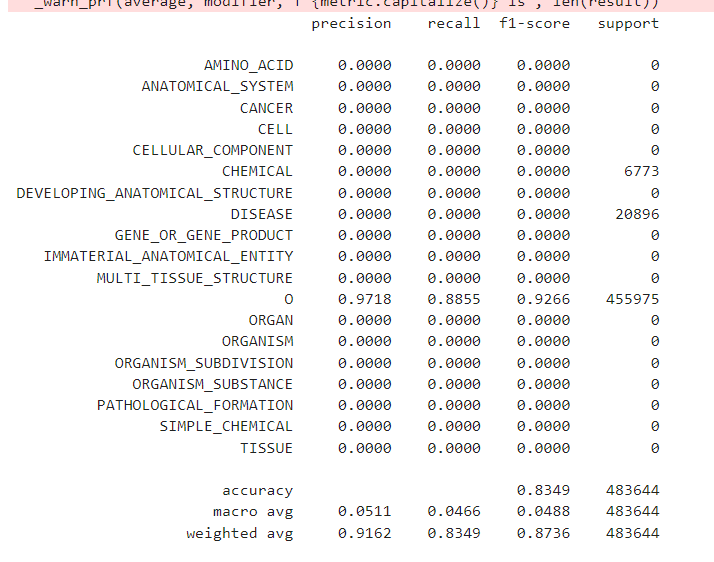 _warn_prf(average, modifier, f"{metric.capitalize()} is", len(result))
precision recall f1-score support
AMINO_ACID 0.0000 0.0000 0.0000 0
ANATOMICAL_SYSTEM 0.0000 0.0000 0.0000 0
CANCER 0.0000 0.0000 0.0000 0
CELL 0.0000 0.0000 0.0000 0
CELLULAR_COMPONENT 0.0000 0.0000 0.0000 0
CHEMICAL 0.0000 0.0000 0.0000 6773
DEVELOPING_ANATOMICAL_STRUCTURE 0.0000 0.0000 0.0000 0
DISEASE 0.0000 0.0000 0.0000 20896
GENE_OR_GENE_PRODUCT 0.0000 0.0000 0.0000 0
IMMATERIAL_ANATOMICAL_ENTITY 0.0000 0.0000 0.0000 0
MULTI_TISSUE_STRUCTURE 0.0000 0.0000 0.0000 0
O 0.9718 0.8855 0.9266 455975
ORGAN 0.0000 0.0000 0.0000 0
ORGANISM 0.0000 0.0000 0.0000 0
ORGANISM_SUBDIVISION 0.0000 0.0000 0.0000 0
ORGANISM_SUBSTANCE 0.0000 0.0000 0.0000 0
PATHOLOGICAL_FORMATION 0.0000 0.0000 0.0000 0
SIMPLE_CHEMICAL 0.0000 0.0000 0.0000 0
TISSUE 0.0000 0.0000 0.0000 0
accuracy 0.8349 483644
macro avg 0.0511 0.0466 0.0488 483644
weighted avg 0.9162 0.8349 0.8736 483644